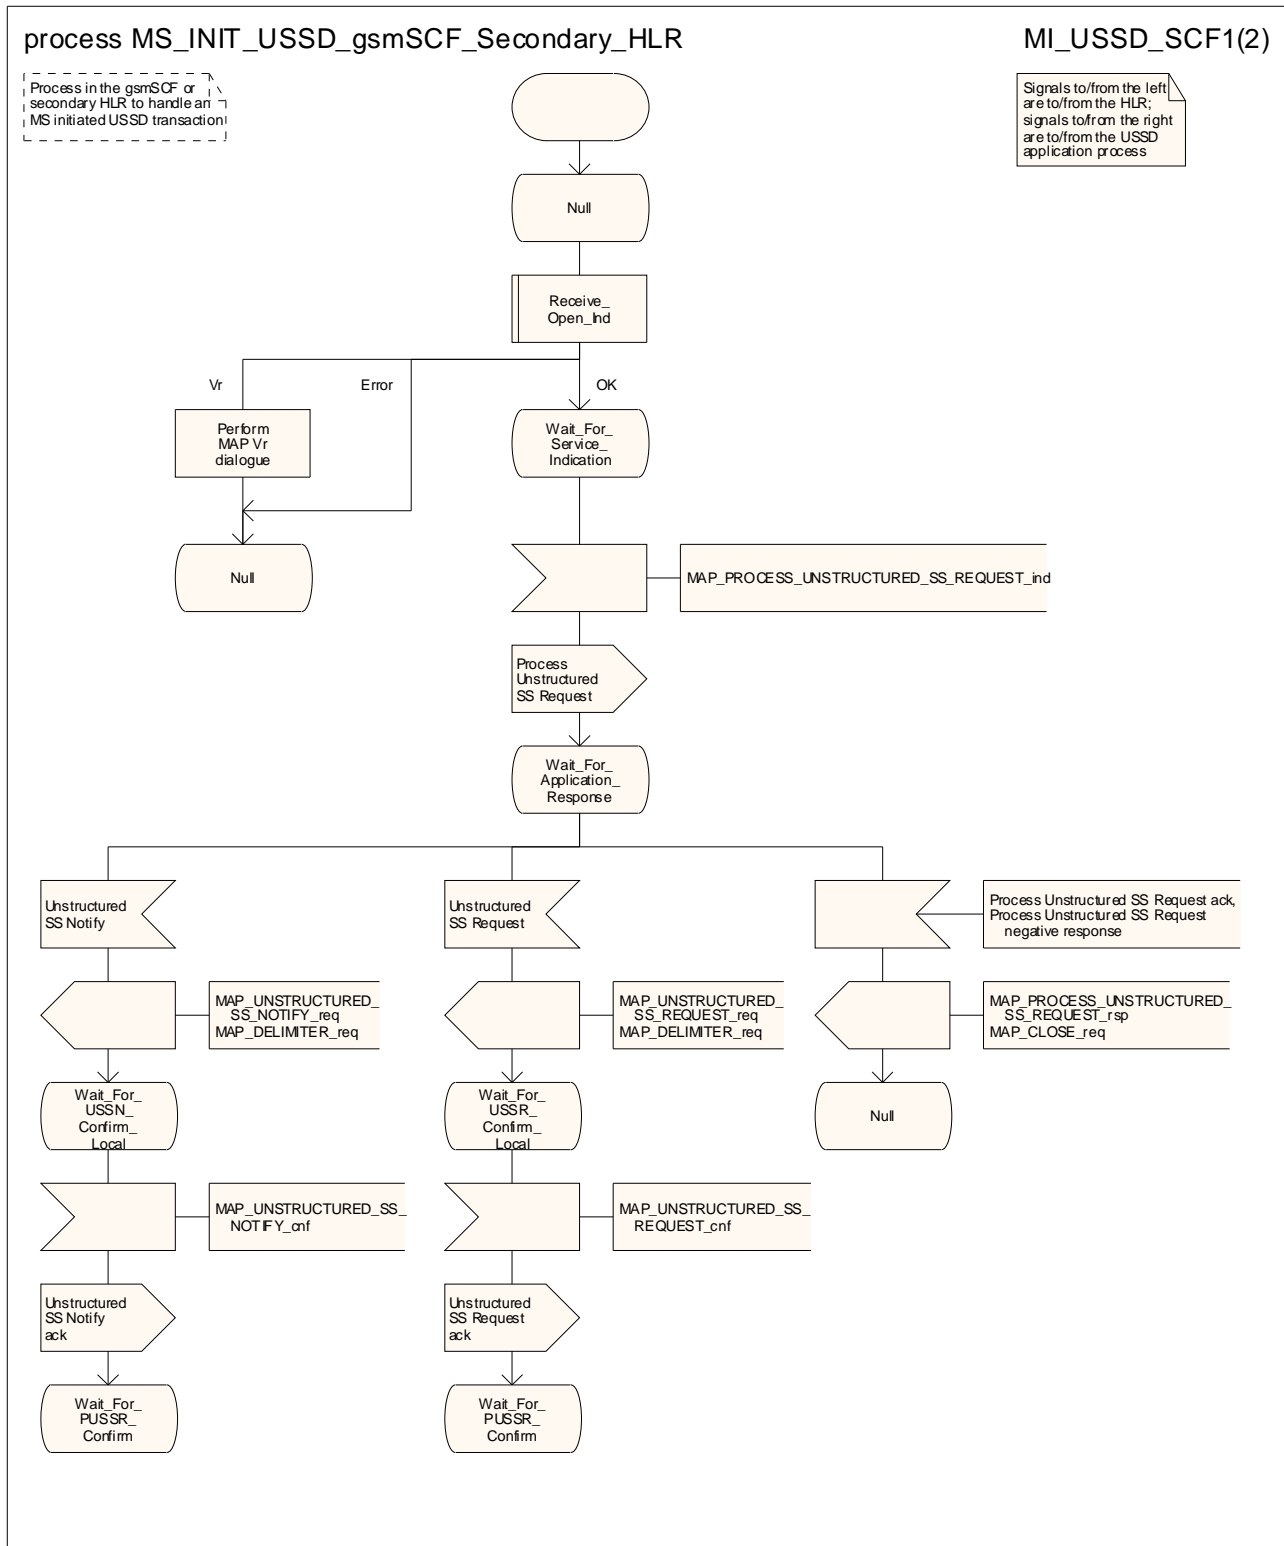 process MS_INIT_USSD_gsmSCF_Secondary_HLR
MI_USSD_SCF1(2)
Process in the gsmSCF or
secondary HLR to handle an
MS initiated USSD transaction
Signals to/from the left
are to/from the HLR;
signals to/from the right
are to/from the USSD
application process
Null
Receive_
Open_Ind
Vr
Error
OK
Perform
MAP Vr
dialogue
Wait_For_
Service_
Indication
Null
MAP_PROCESS_UNSTRUCTURED_SS_REQUEST_ind
Process
Unstructured
SS Request
Wait_For_
Application_
Response
Unstructured
SS Notify
Unstructured
SS Request
Process Unstructured SS Request ack,
Process Unstructured SS Request
negative response
MAP_UNSTRUCTURED_
SS_NOTIFY_req
MAP_DELIMITER_req
MAP_UNSTRUCTURED_
SS_REQUEST_req
MAP_DELIMITER_req
MAP_PROCESS_UNSTRUCTURED_
SS_REQUEST_rsp
MAP_CLOSE_req
Wait_For_
USSN_
Confirm_
Local
Wait_For_
USSR_
Confirm_
Local
Null
MAP_UNSTRUCTURED_SS_
NOTIFY_cnf
MAP_UNSTRUCTURED_SS_
REQUEST_cnf
Unstructured
SS Notify
ack
Unstructured
SS Request
ack
Wait_For_
PUSSR_
Confirm
Wait_For_
PUSSR_
Confirm